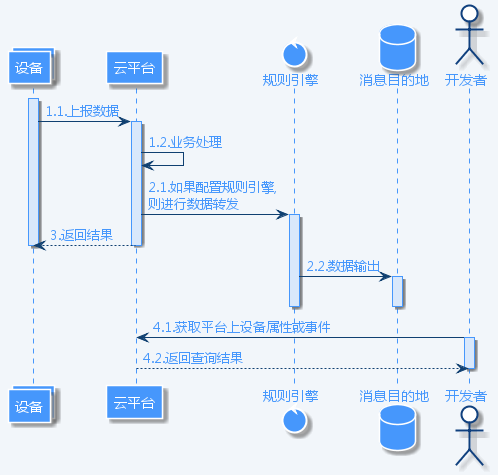 设备
云平台
规则引擎
消息目的地
开发者
1.1.上报数据
1.2.业务处理
2.1.如果配置规则引擎,
则进行数据转发
3.返回结果
2.2.数据输出
4.1.获取平台上设备属性或事件
4.2.返回查询结果
设备
云平台
规则引擎
消息目的地
开发者